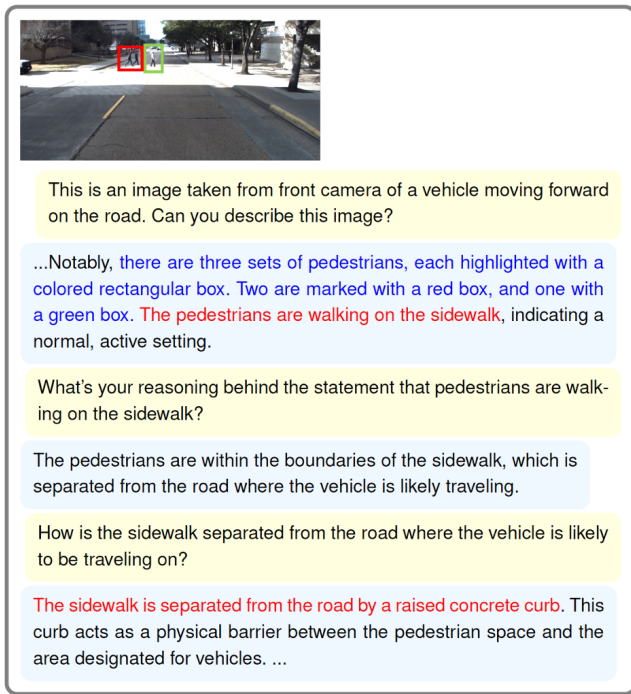 This is an image taken from front camera of a vehicle moving forward
on the road. Can you describe this image?
...Notably, there are three sets of pedestrians, each highlighted with a
colored rectangular box. Two are marked with a red box, and one with
a green box. The pedestrians are walking on the sidewalk, indicating a
normal, active setting.
What's your reasoning behind the statement that pedestrians are walk-
ing on the sidewalk?
The pedestrians are within the boundaries of the sidewalk, which is
separated from the road where the vehicle is likely traveling.
How is the sidewalk separated from the road where the vehicle is likely
to be traveling on?
The sidewalk is separated from the road by a raised concrete curb. This
curb acts as a physical barrier between the pedestrian space and the
area designated for vehicles. ...